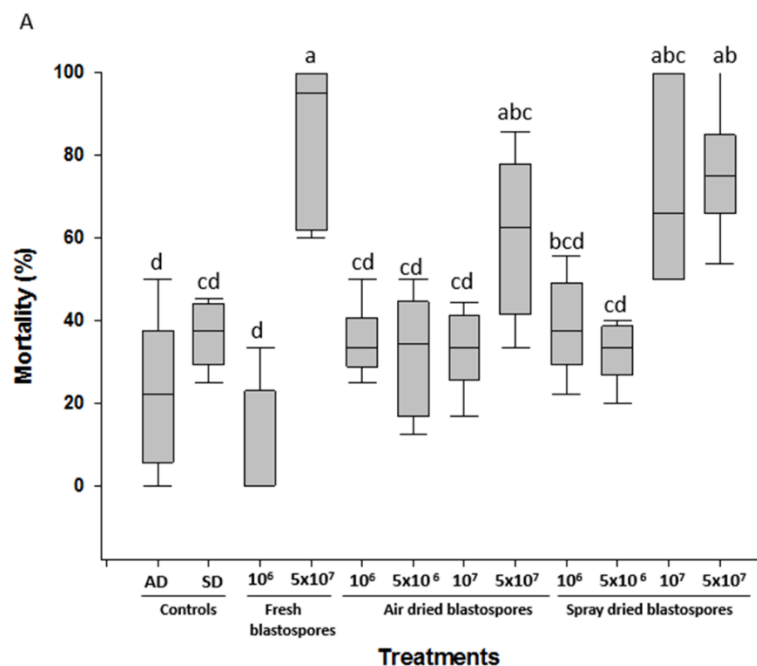 A
100
80
60
40
20
0
Mortality (%)
d
cd
d
a
cd
cd
cd
abc
bcd
cd
abc
ab
AD SD 10⁶ 5x10⁷ 10⁶ 5x10⁶ 10⁷ 5x10⁷ 10⁶ 5x10⁶ 10⁷ 5x10⁷
Controls Fresh Air dried blastospores Spray dried blastospores
blastospores
Treatments